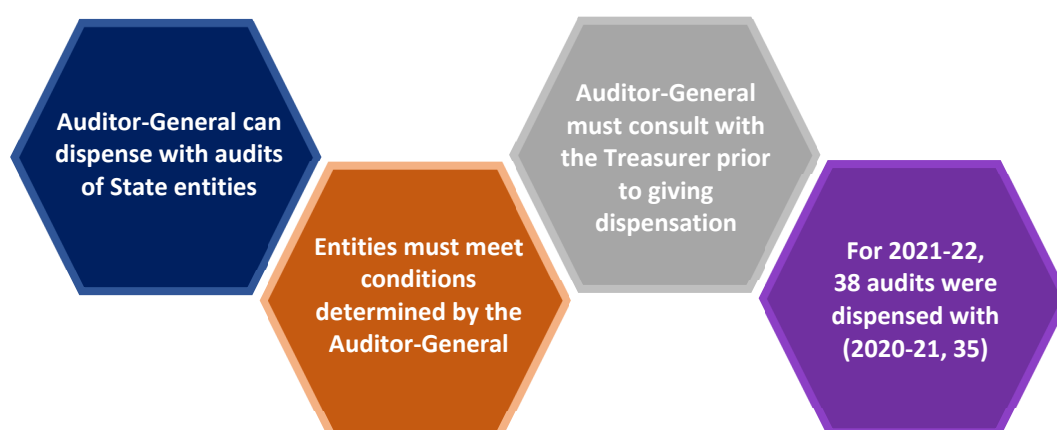 Auditor-General can
dispense with audits
of State entities
Entities must meet
conditions
determined by the
Auditor-General
Auditor-General
must consult with
the Treasurer prior
to giving
dispensation
For 2021-22,
38 audits were
dispensed with
(2020-21, 35)